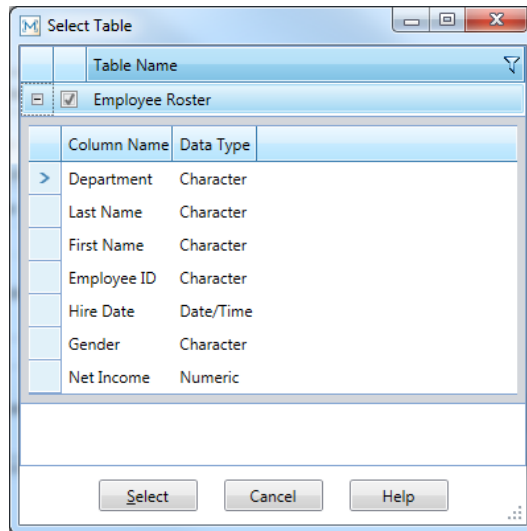 M Select Table
Table Name
Employee Roster
Column Name Data Type
Department Character
Last Name Character
First Name Character
Employee ID Character
Hire Date Date/Time
Gender Character
Net Income Numeric
Select Cancel Help